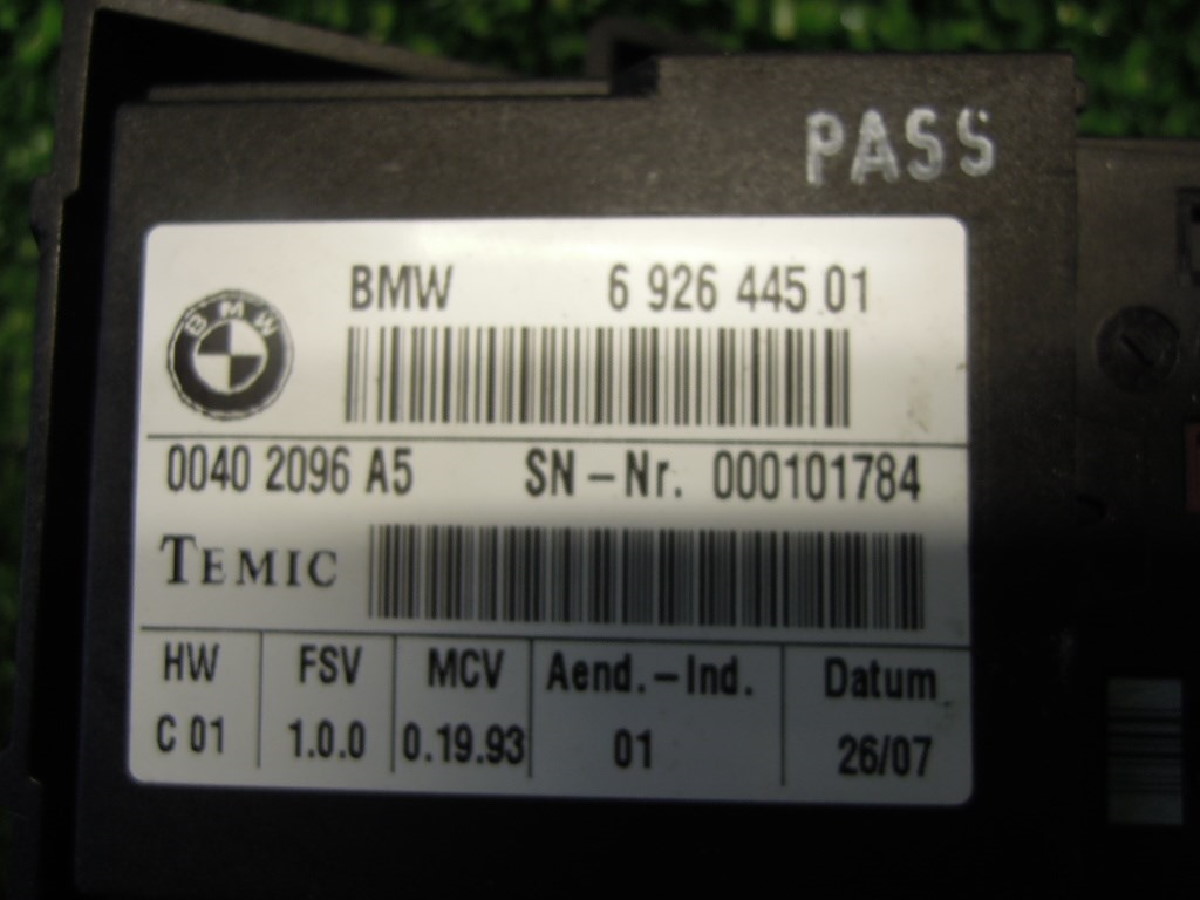 PASS
BMW 6 926 445 01
BMW
0040 2096 A5 SN-Nr. 000101784
TEMIC
HW FSV MCV Aend.-Ind. Datum
C 01 1.0.0 0.19.93 01 26/07